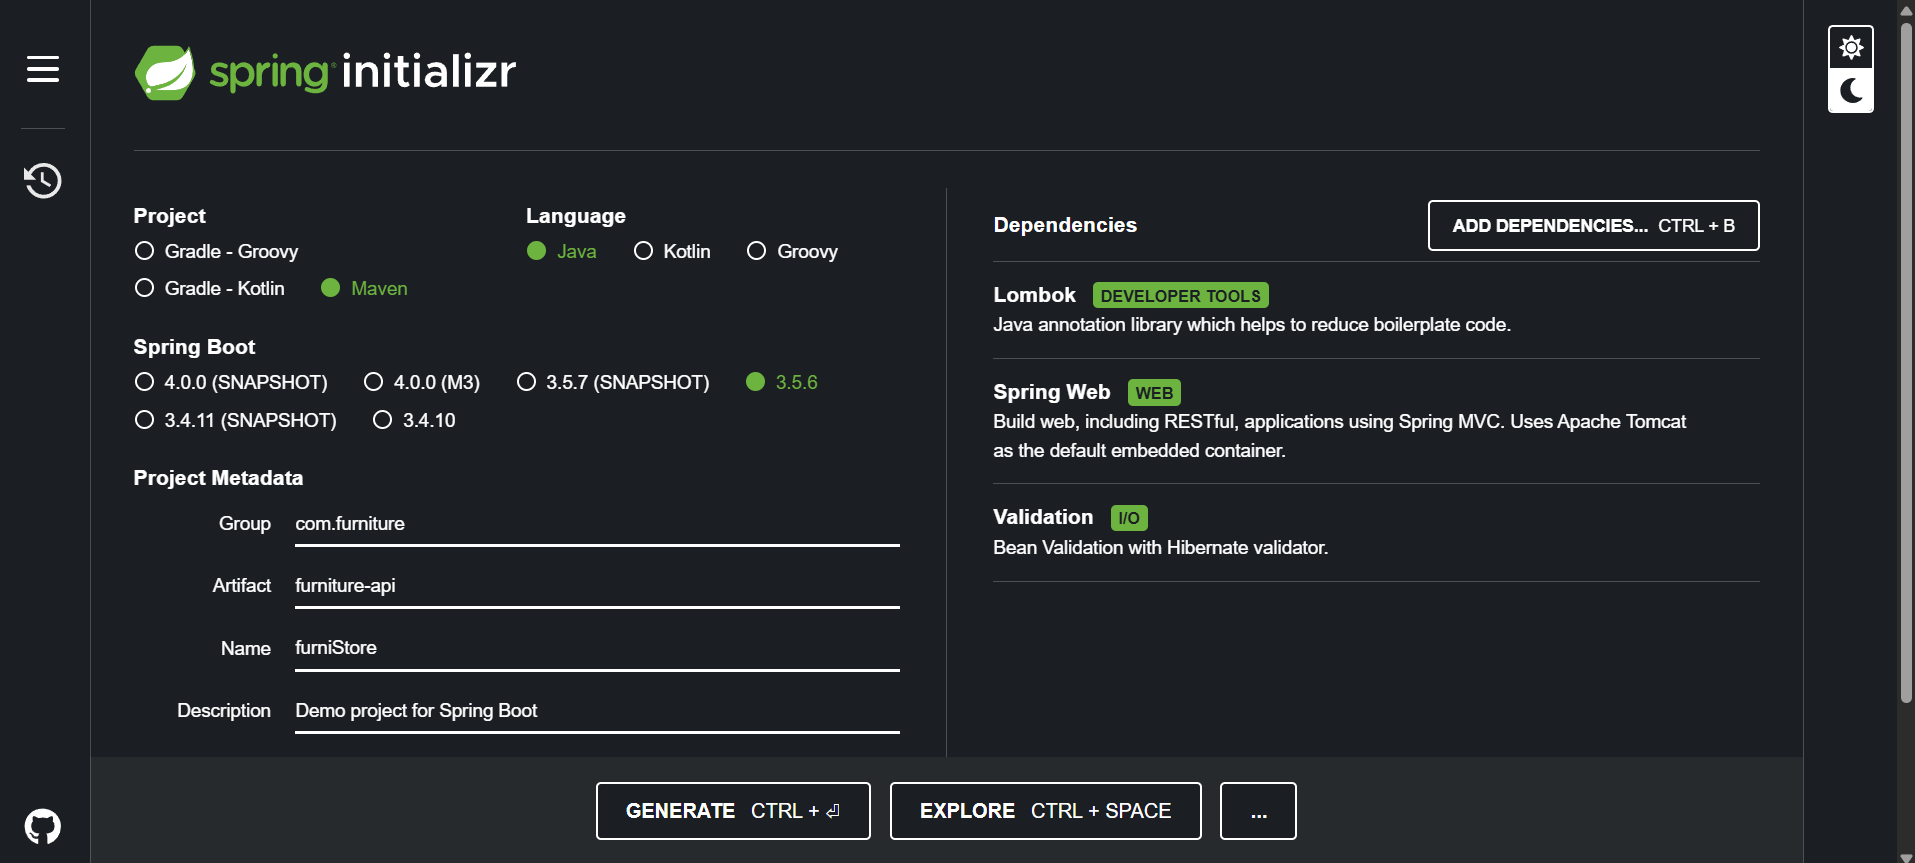 spring initializr
Project
Gradle - Groovy
Gradle - Kotlin Maven
Language
Java Kotlin Groovy
Spring Boot
4.0.0 (SNAPSHOT) 4.0.0 (M3) 3.5.7 (SNAPSHOT) 3.5.6
3.4.11 (SNAPSHOT) 3.4.10
Project Metadata
Group com.furniture
Artifact furniture-api
Name furniStore
Description Demo project for Spring Boot
Dependencies
ADD DEPENDENCIES... CTRL + B
Lombok DEVELOPER TOOLS
Java annotation library which helps to reduce boilerplate code.
Spring Web WEB
Build web, including RESTful, applications using Spring MVC. Uses Apache Tomcat
as the default embedded container.
Validation I/O
Bean Validation with Hibernate validator.
GENERATE CTRL + ⏎
EXPLORE CTRL + SPACE
...